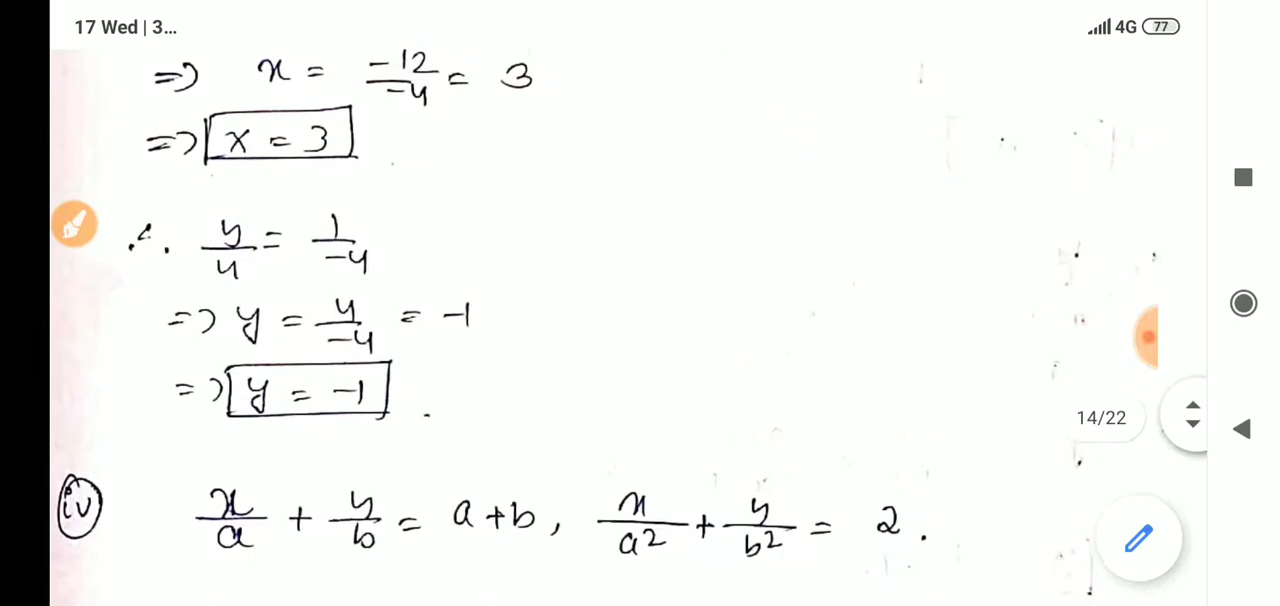 17 Wed | 3... 4G 77
=> x = -12/-4 = 3
=> x = 3
∴ y/4 = 1/-4
=> y = 4/-4 = -1
=> y = -1
14/22
(iv) x/a + y/b = a+b, x/a² + y/b² = 2.